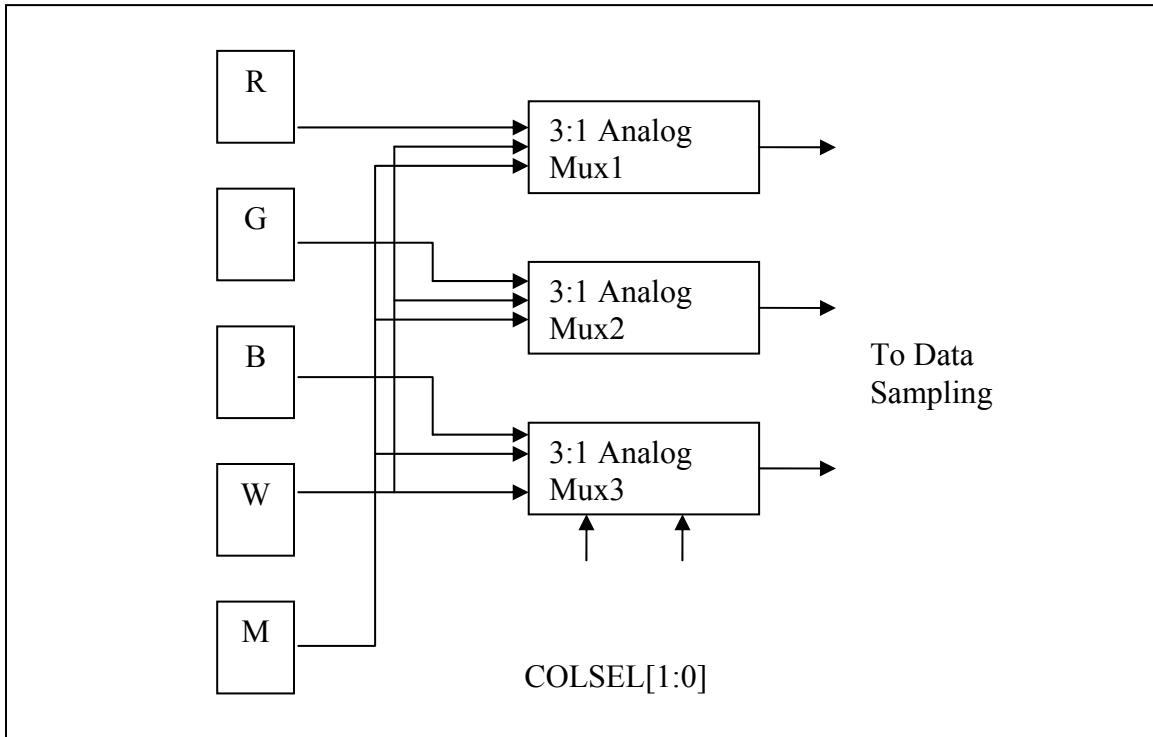 R
3:1 Analog
Mux1
G
3:1 Analog
Mux2
B
To Data
Sampling
3:1 Analog
Mux3
W
M
COLSEL[1:0]